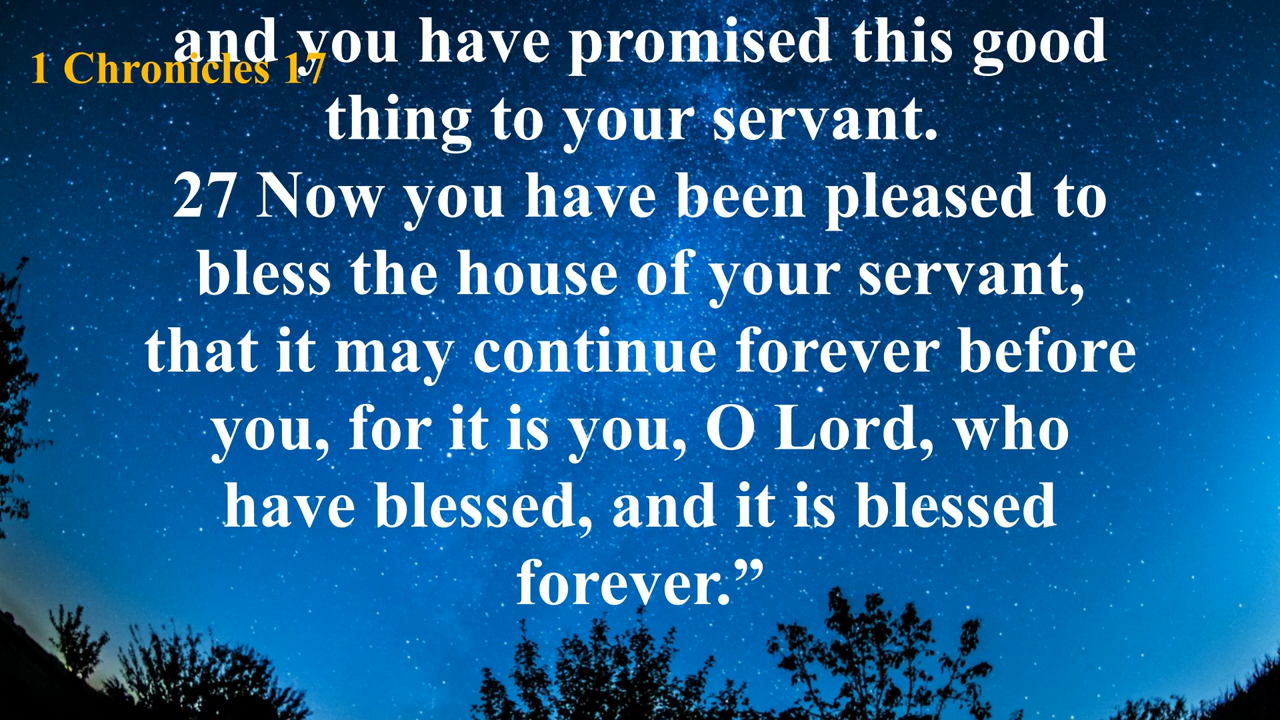 and you have promised this good
1 Chronicles 17
thing to your servant.
27 Now you have been pleased to
bless the house of your servant,
that it may continue forever before
you, for it is you, O Lord, who
have blessed, and it is blessed
forever.”